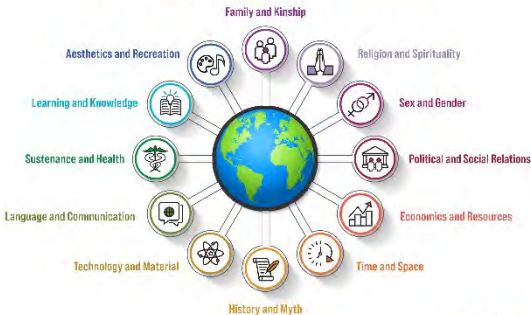 Family and Kinship
Aesthetics and Recreation
Religion and Spirituality
Learning and Knowledge
Sex and Gender
Sustenance and Health
Political and Social Relations
Language and Communication
Economics and Resources
Technology and Material
Time and Space
History and Myth